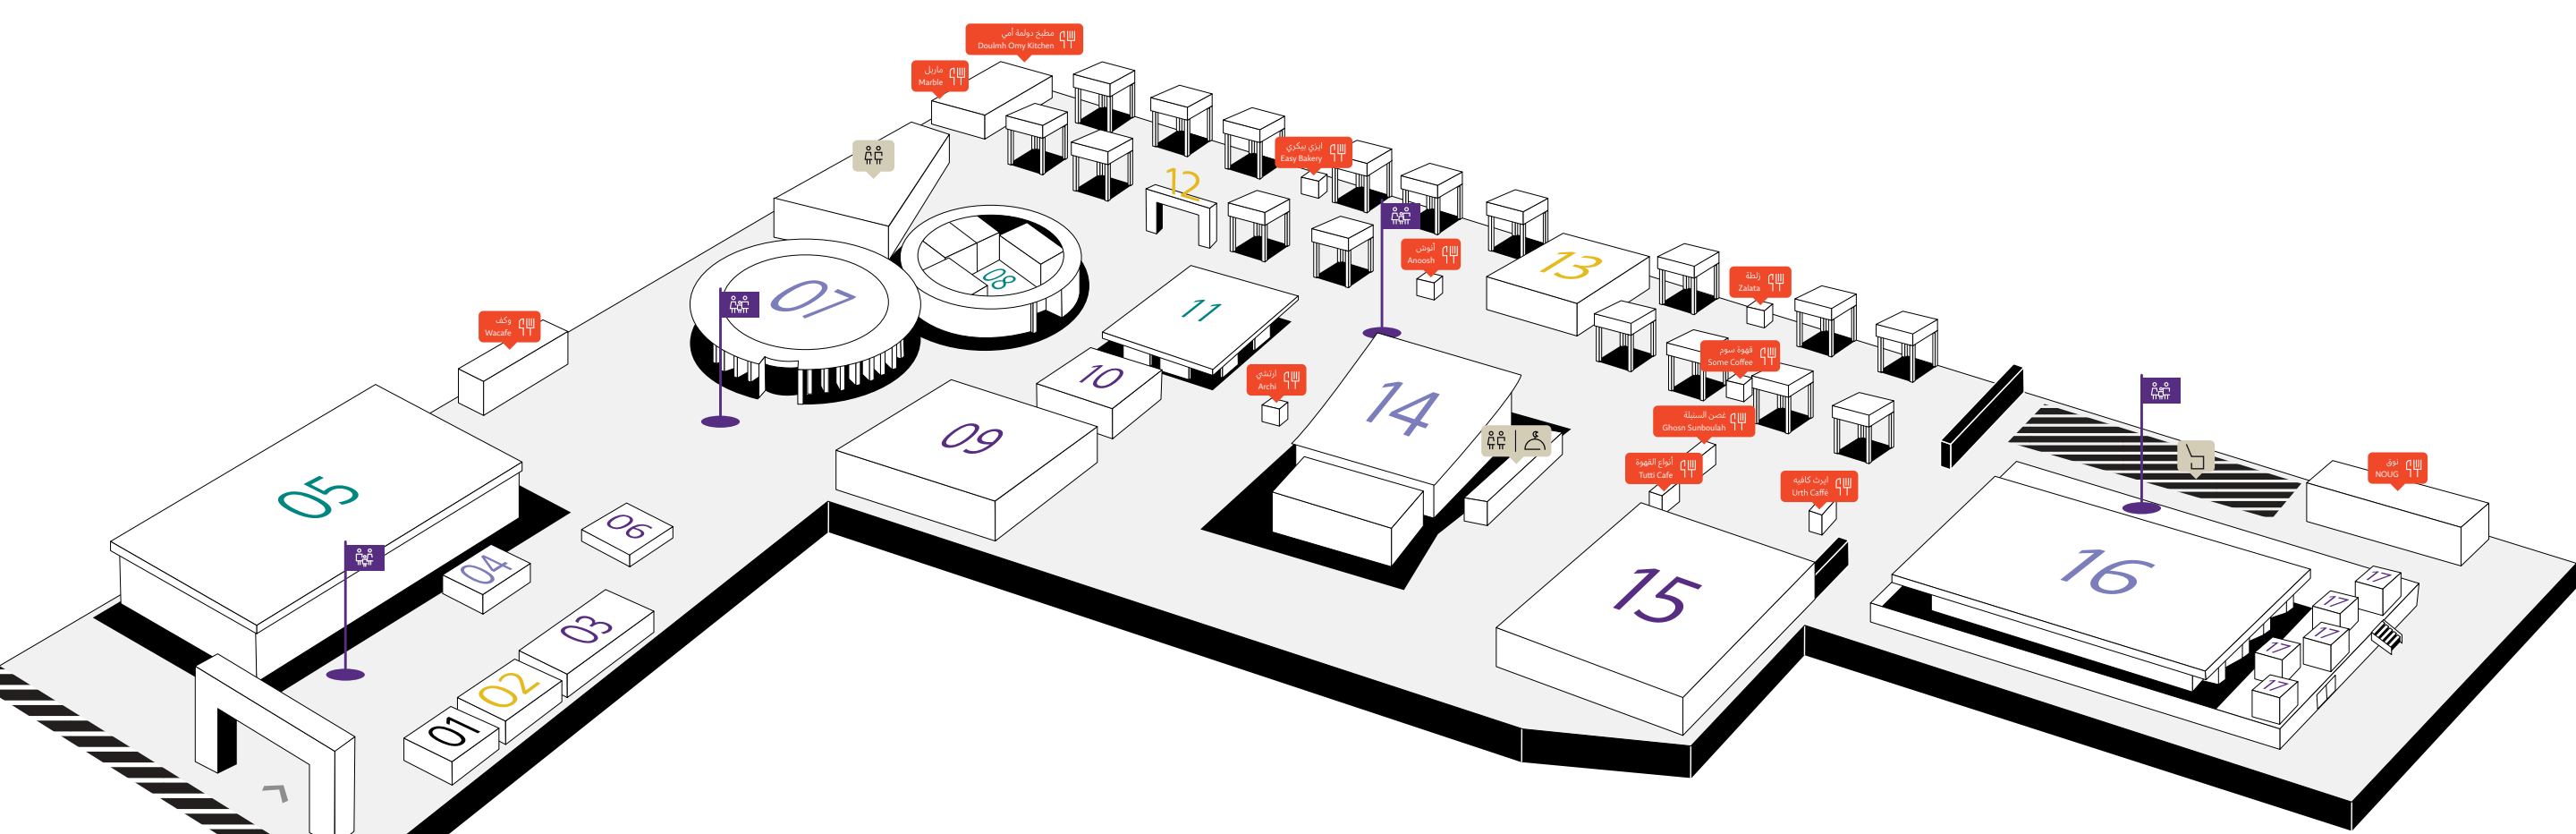 مطبخ دولمة أمي
Doulmh Omy Kitchen
ماربل
Marble
ايزي بيكري
Easy Bakery
12
أنوش
Anoosh
13
زلطة
Zalata
08
07
11
وكف
Wacafe
قهوة سوم
Some Coffee
ارتشي
Archi
10
14
09
غصن السنبلة
Ghosn Sunboulah
أنواع القهوة
Tutti Cafe
ايرث كافيه
Urth Caffé
نوق
NOUG
05
06
04
03
02
01
15
16
17
17
17
17
17